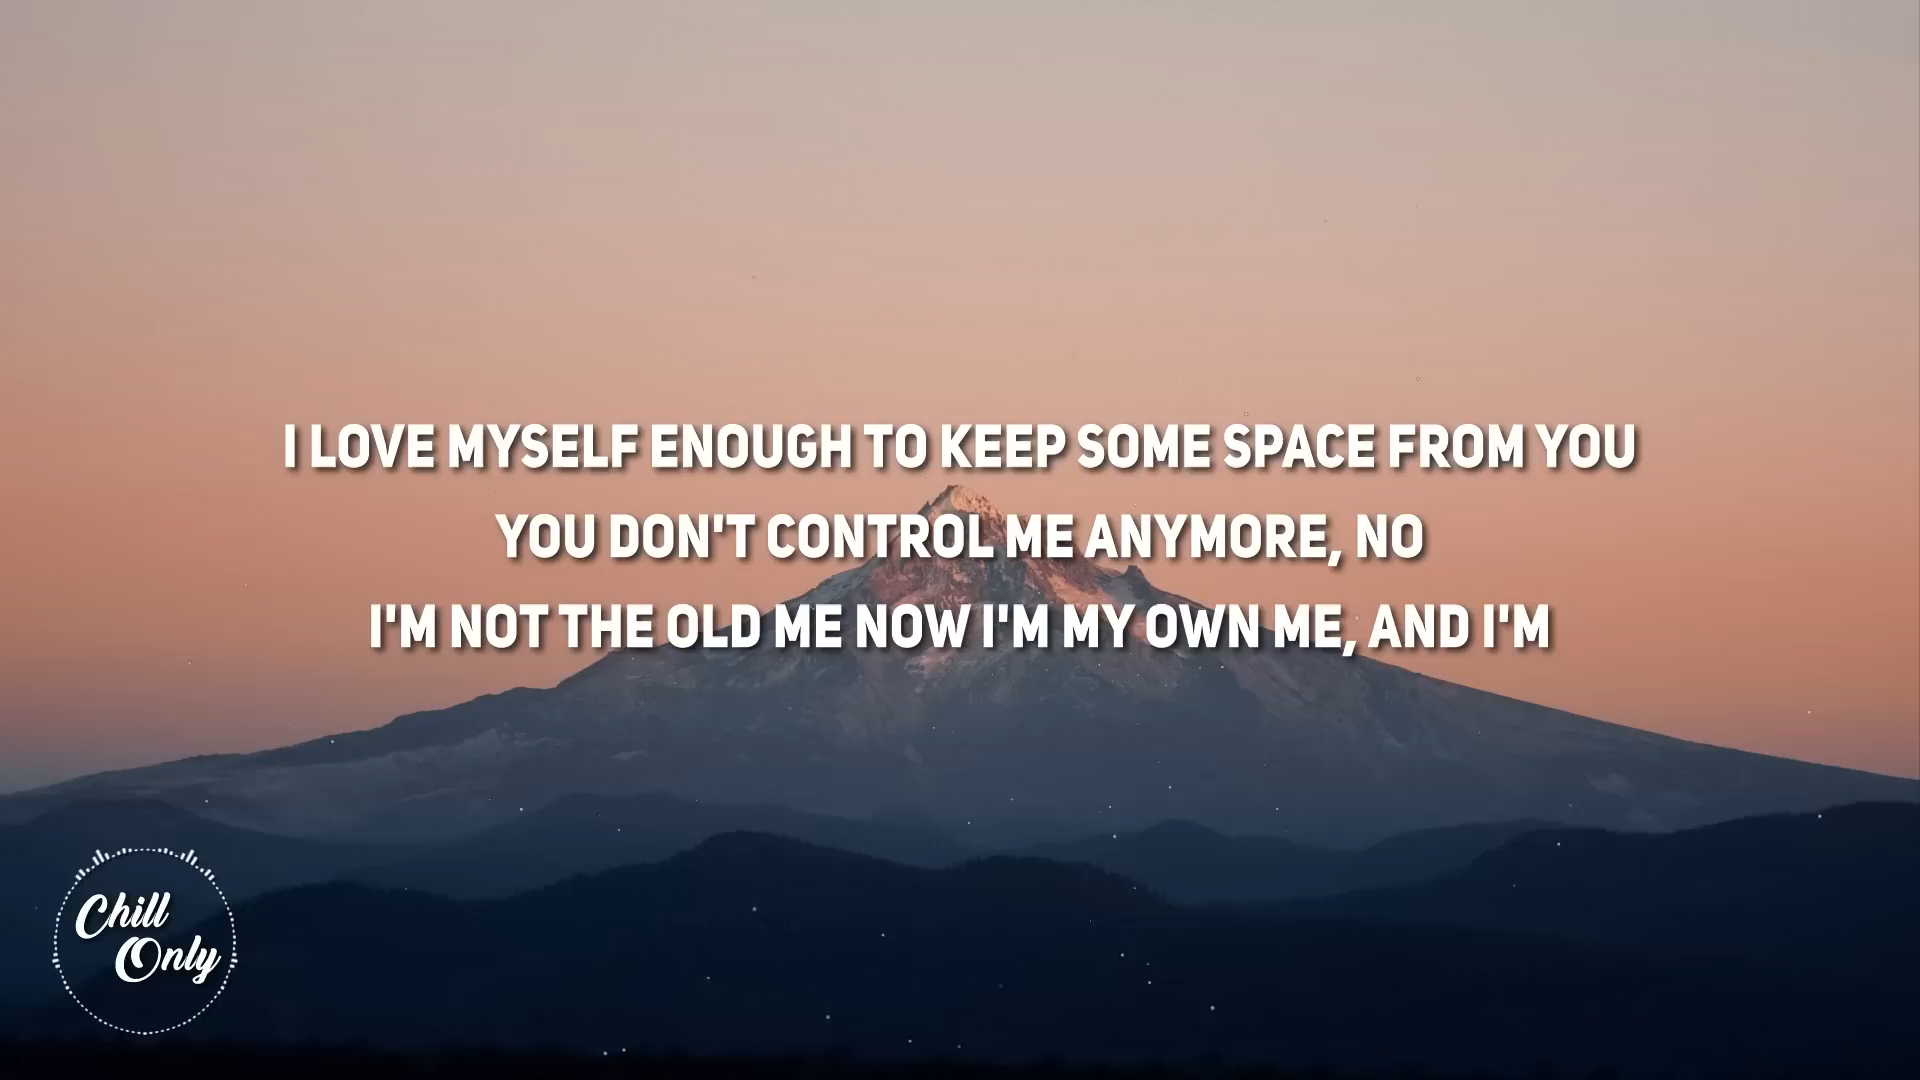 I LOVE MYSELF ENOUGH TO KEEP SOME SPACE FROM YOU
YOU DON'T CONTROL ME ANYMORE, NO
I'M NOT THE OLD ME NOW I'M MY OWN ME, AND I'M
Chill
Only